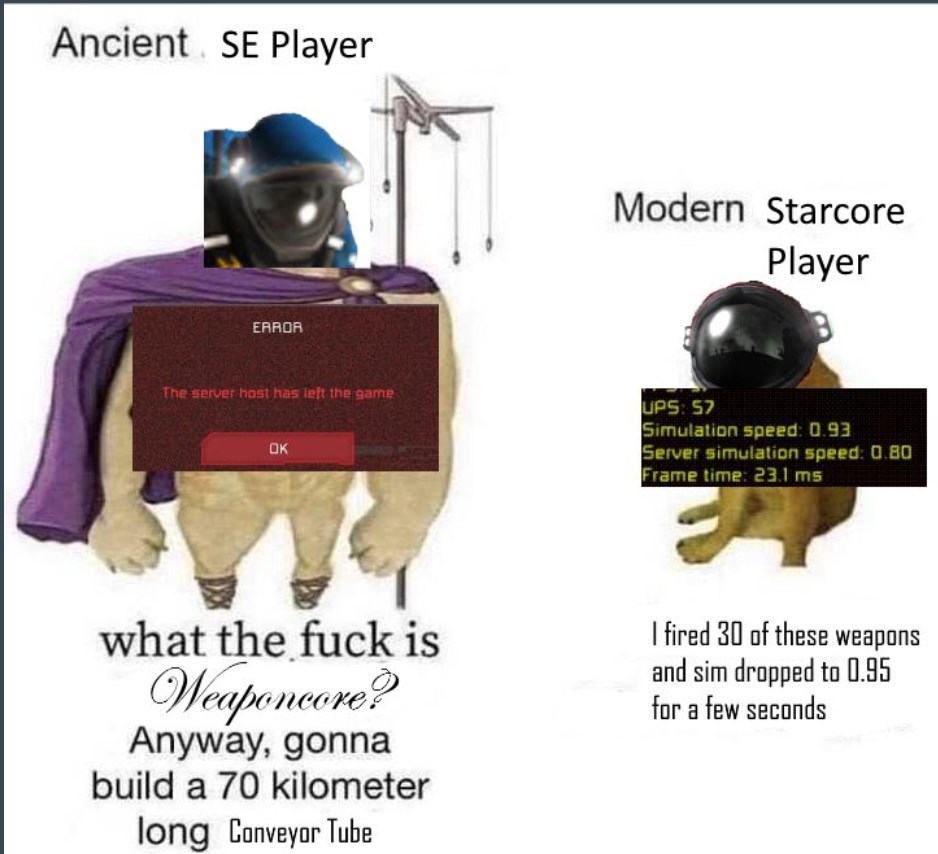 Ancient SE Player
ERROR
The server host has left the game
OK
what the fuck is
Weaponcore?
Anyway, gonna
build a 70 kilometer
long Conveyor Tube
Modern Starcore
Player
UPS: 57
Simulation speed: 0.93
Server simulation speed: 0.80
Frame time: 23.1 ms
I fired 30 of these weapons
and sim dropped to 0.95
for a few seconds